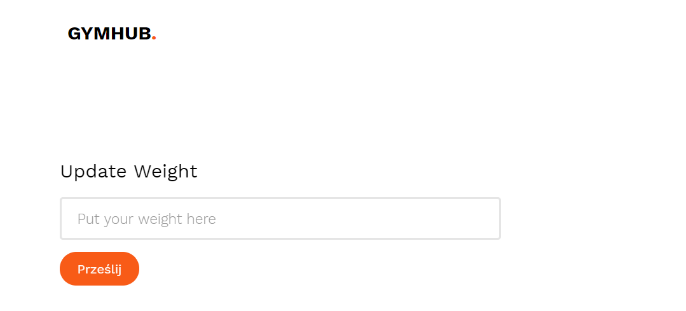 GYMHUB.
Update Weight
Put your weight here
Prześlij